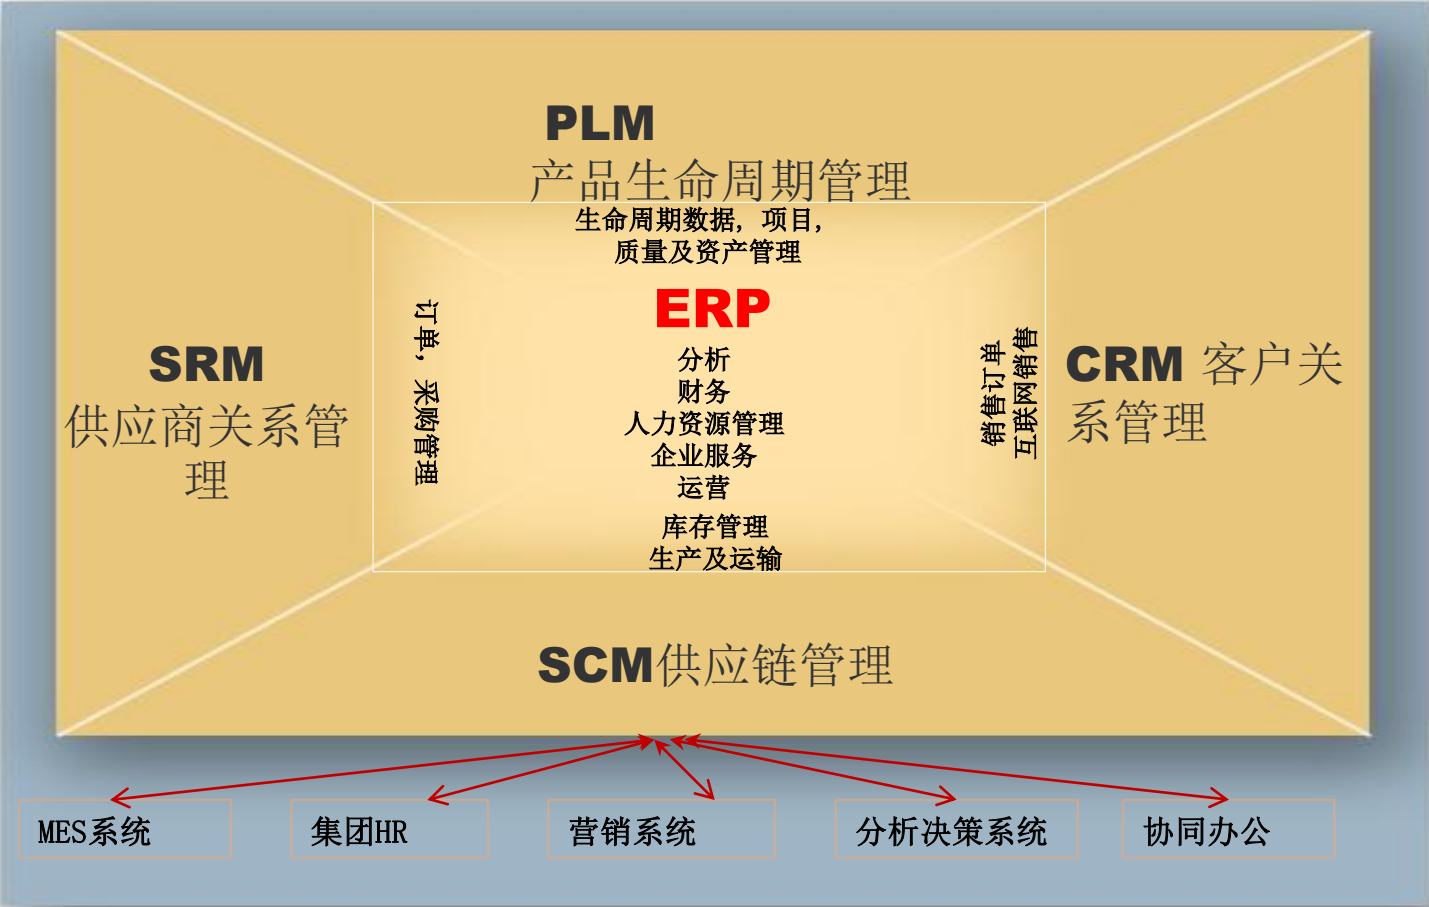 PLM
产品生命周期管理
生命周期数据, 项目,
质量及资产管理
ERP
分析
财务
人力资源管理
企业服务
运营
库存管理
生产及运输
订单，采购管理
销售订单
互联网销售
SRM
供应商关系管
理
CRM 客户关
系管理
SCM供应链管理
MES系统
集团HR
营销系统
分析决策系统
协同办公